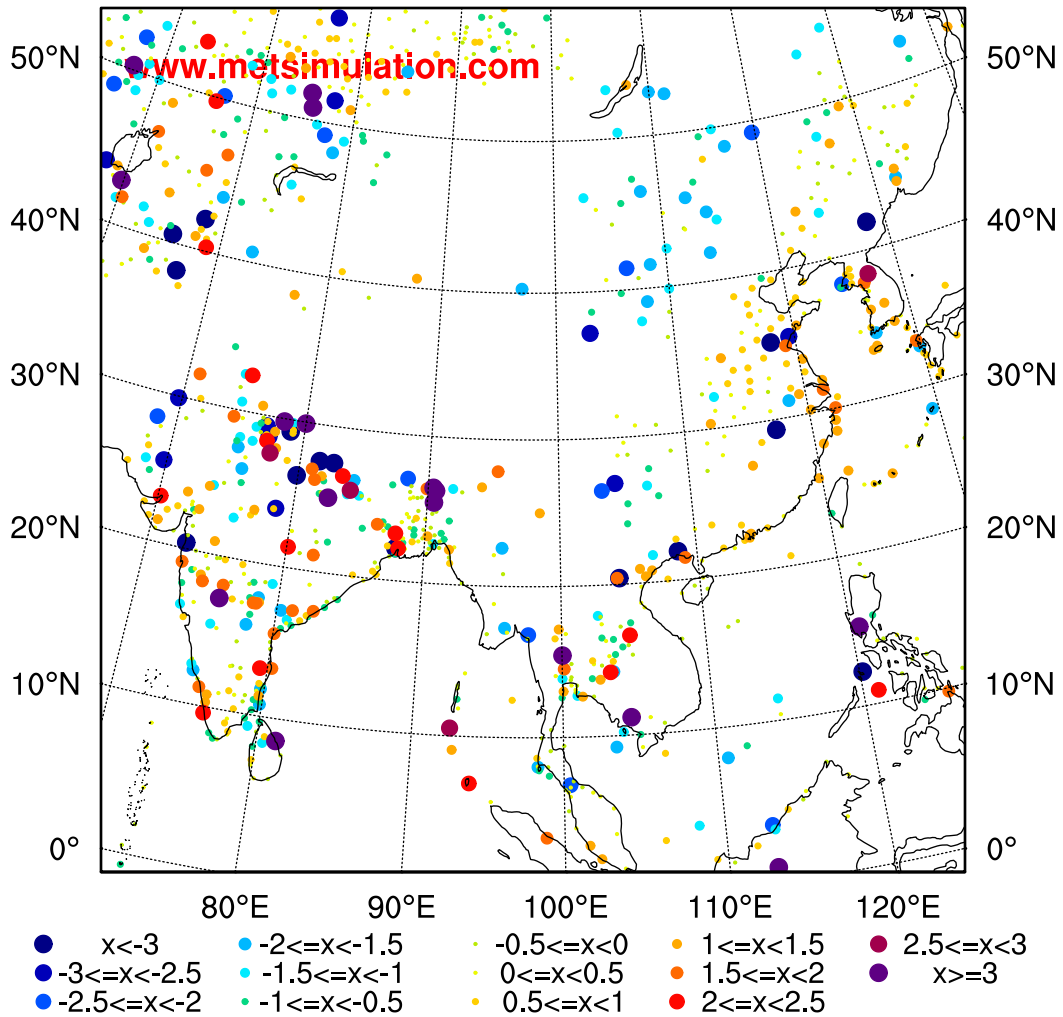 50°N 50°N
www.metsimulation.com
40°N 40°N
30°N 30°N
20°N 20°N
10°N 10°N
0° 0°
80°E 90°E 100°E 110°E 120°E
x<-3 -2<=x<-1.5 -0.5<=x<0 1<=x<1.5 2.5<=x<3
-3<=x<-2.5 -1.5<=x<-1 0<=x<0.5 1.5<=x<2 x>=3
-2.5<=x<-2 -1<=x<-0.5 0.5<=x<1 2<=x<2.5